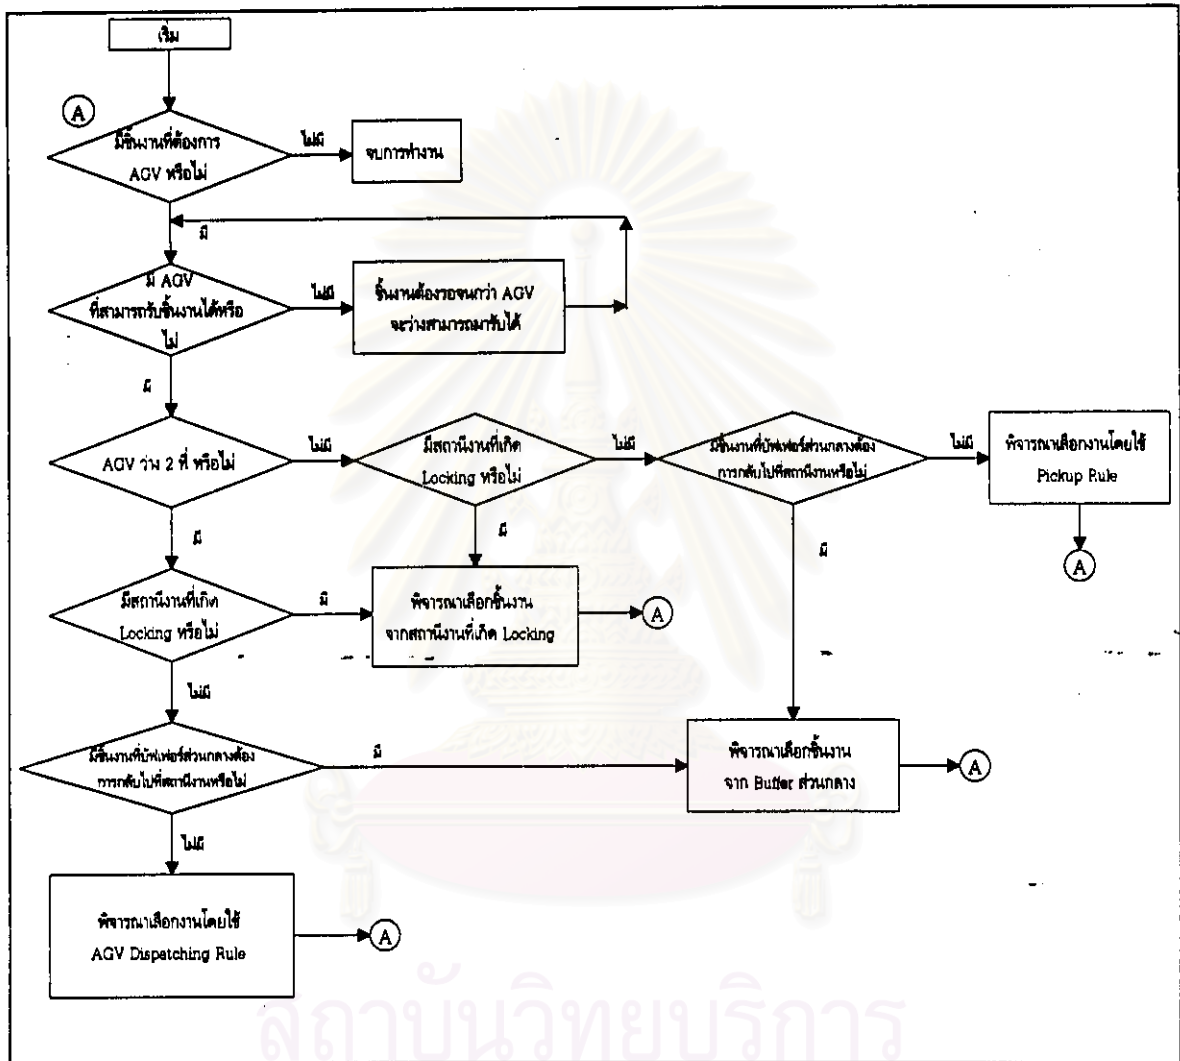 เริ่ม
A
มีชิ้นงานที่ต้องการ
AGV หรือไม่
ไม่มี
จบการทำงาน
มี
มี AGV
ที่สามารถรับชิ้นงานได้หรือ
ไม่
ไม่มี
ชิ้นงานต้องรอจนกว่า AGV
จะว่างสามารถมารับได้
มี
AGV ว่าง 2 ที่ หรือไม่
ไม่มี
มีสถานีงานที่เกิด
Locking หรือไม่
ไม่มี
มีชิ้นงานที่บัฟเฟอร์ส่วนกลางต้อง
การกลับไปที่สถานีงานหรือไม่
ไม่มี
พิจารณาเลือกงานโดยใช้
Pickup Rule
มี
มี
มี
A
มีสถานีงานที่เกิด
Locking หรือไม่
มี
พิจารณาเลือกชิ้นงาน
จากสถานีงานที่เกิด Locking
A
ไม่มี
มีชิ้นงานที่บัฟเฟอร์ส่วนกลางต้อง
การกลับไปที่สถานีงานหรือไม่
มี
พิจารณาเลือกชิ้นงาน
จาก Buffer ส่วนกลาง
A
ไม่มี
พิจารณาเลือกงานโดยใช้
AGV Dispatching Rule
A
สถาบันวิทยบริการ